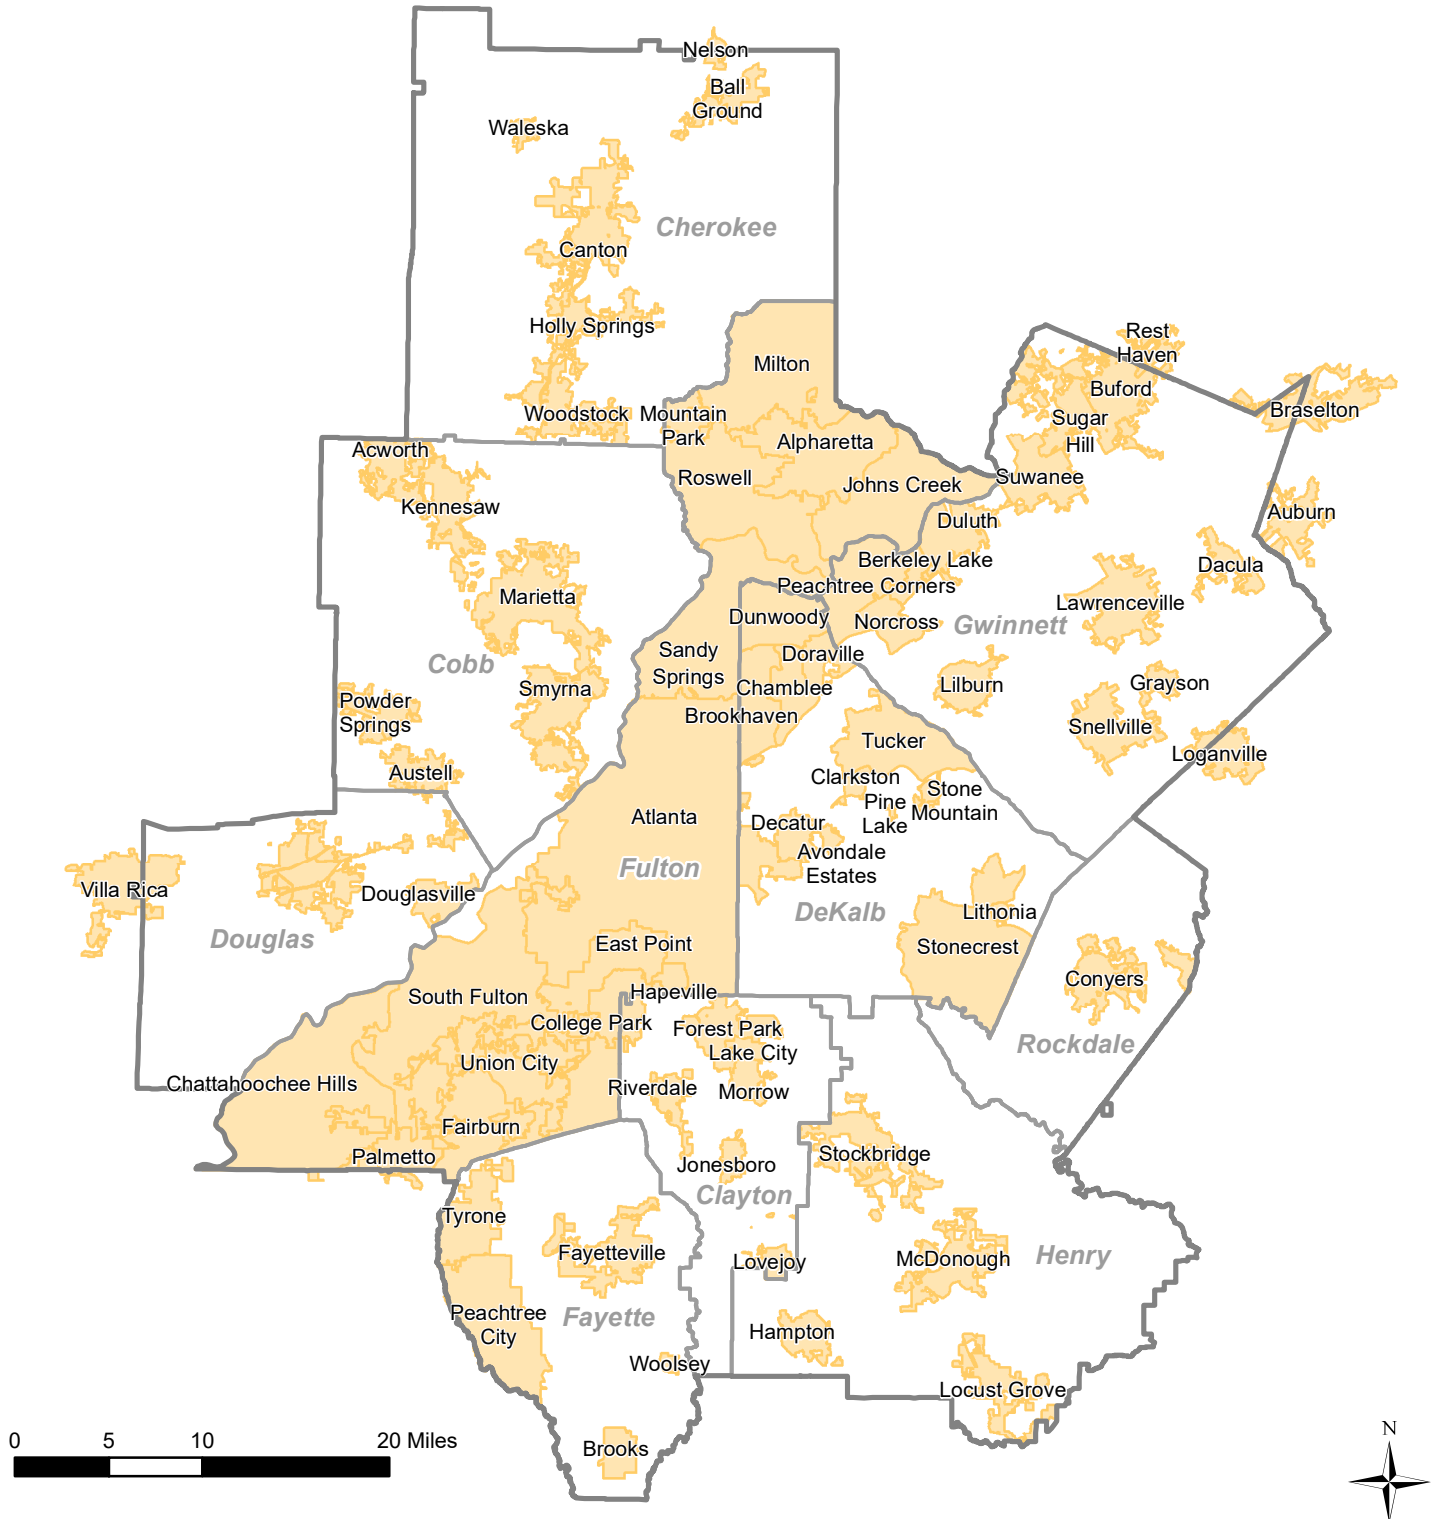 Nelson
Ball
Ground
Waleska
Cherokee
Canton
Holly Springs
Rest
Haven
Milton
Buford
Braselton
Woodstock
Mountain
Park
Sugar
Hill
Alpharetta
Acworth
Roswell
Johns Creek
Suwanee
Kennesaw
Duluth
Auburn
Berkeley Lake
Dacula
Peachtree Corners
Marietta
Lawrenceville
Dunwoody
Norcross
Gwinnett
Sandy
Springs
Doraville
Cobb
Smyrna
Chamblee
Lilburn
Grayson
Powder
Springs
Brookhaven
Snellville
Tucker
Loganville
Austell
Clarkston
Pine
Lake
Stone
Mountain
Atlanta
Decatur
Avondale
Estates
Fulton
Villa Rica
Douglasville
DeKalb
Lithonia
Douglas
East Point
Stonecrest
Conyers
South Fulton
Hapeville
College Park
Forest Park
Lake City
Rockdale
Union City
Chattahoochee Hills
Riverdale
Morrow
Fairburn
Palmetto
Stockbridge
Jonesboro
Clayton
Tyrone
Fayetteville
Lovejoy
McDonough
Henry
Peachtree
City
Fayette
Hampton
Woolsey
Locust Grove
Brooks
0 5 10 20 Miles
N